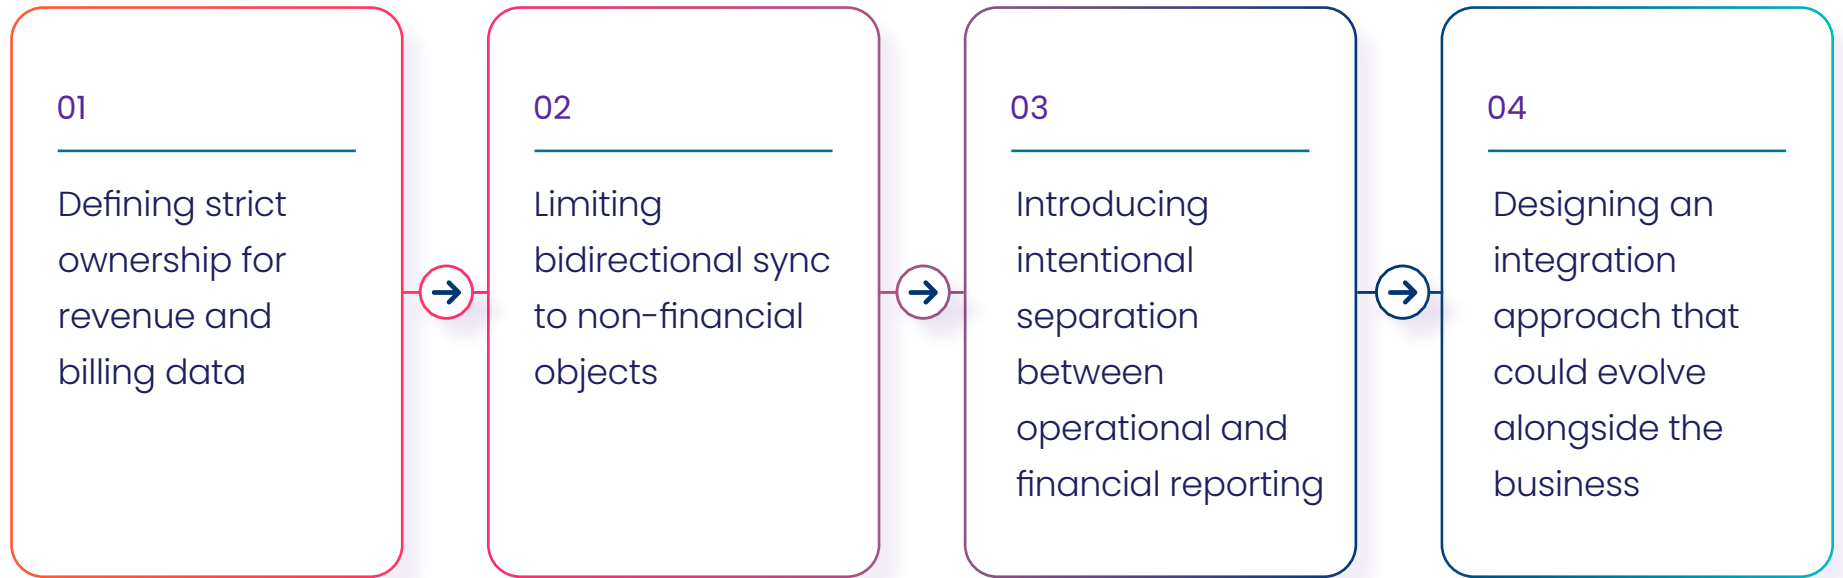 01
Defining strict
ownership for
revenue and
billing data
02
Limiting
bidirectional sync
to non-financial
objects
03
Introducing
intentional
separation
between
operational and
financial reporting
04
Designing an
integration
approach that
could evolve
alongside the
business